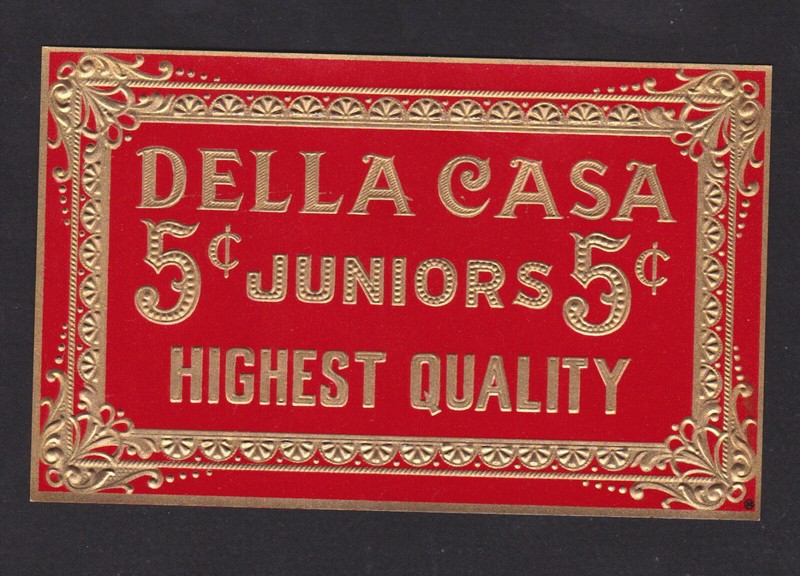 DELLA CASA
5¢ JUNIORS 5¢
HIGHEST QUALITY